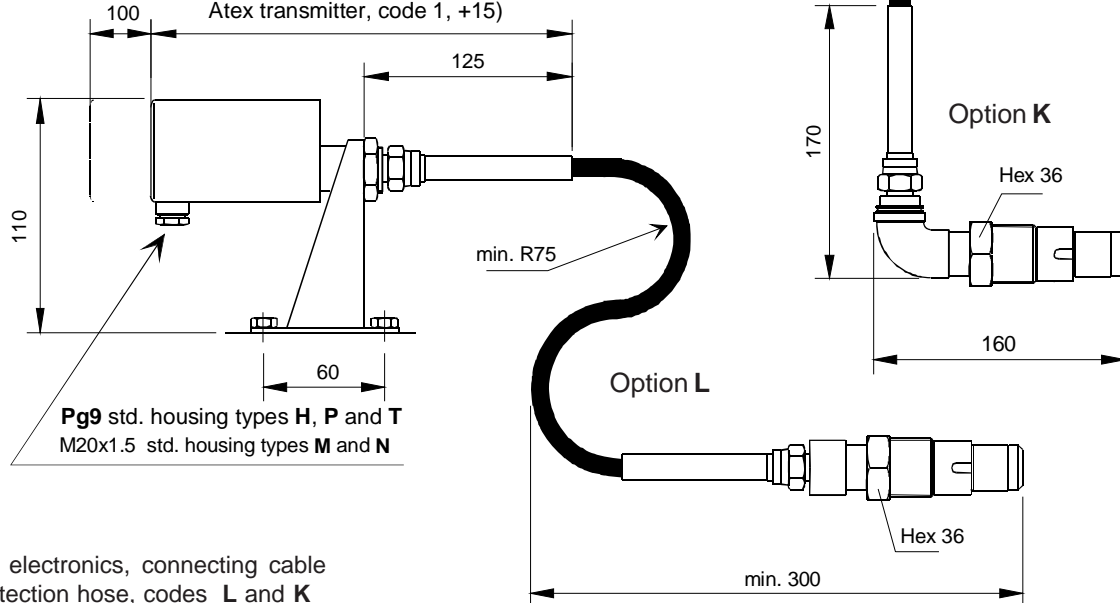 Atex transmitter, code 1, +15)
100
125
110
min. R75
60
Pg9 std. housing types H, P and T
M20x1.5 std. housing types M and N
Option K
170
Hex 36
160
Option L
Hex 36
min. 300
electronics, connecting cable
hose, codes L and K